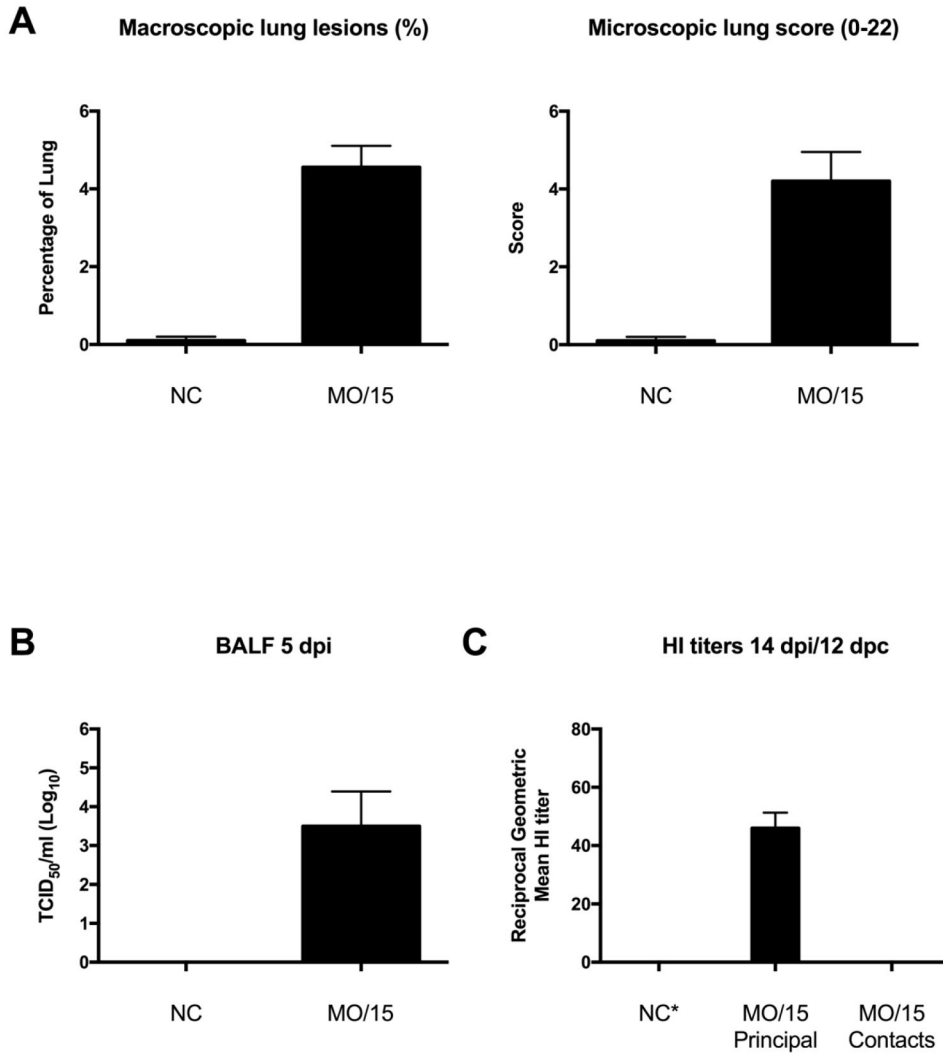 A
Macroscopic lung lesions (%)
Percentage of Lung
6
4
2
0
NC
MO/15
Microscopic lung score (0-22)
Score
6
4
2
0
NC
MO/15
B
BALF 5 dpi
TCID50/ml (Log10)
6
5
4
3
2
1
0
NC
MO/15
C
HI titers 14 dpi/12 dpc
Reciprocal Geometric
Mean HI titer
80
60
40
20
0
NC*
MO/15
Principal
MO/15
Contacts